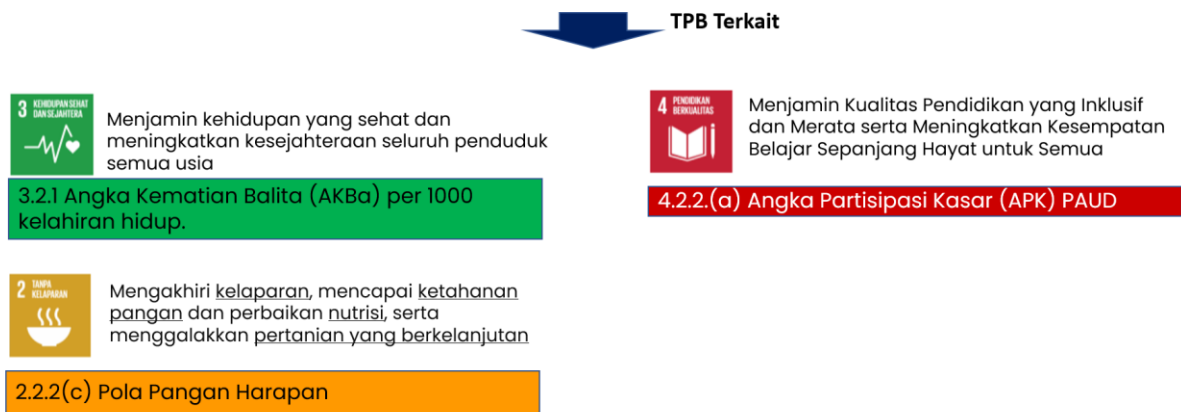 TPB Terkait
3 KEHIDUPAN SEHAT
DAN SEJAHTERA
Menjamin kehidupan yang sehat dan
meningkatkan kesejahteraan seluruh penduduk
semua usia
3.2.1 Angka Kematian Balita (AKBa) per 1000
kelahiran hidup.
2 TANPA
KELAPARAN
Mengakhiri kelaparan, mencapai ketahanan
pangan dan perbaikan nutrisi, serta
menggalakkan pertanian yang berkelanjutan
2.2.2(c) Pola Pangan Harapan
4 PENDIDIKAN
BERKUALITAS
Menjamin Kualitas Pendidikan yang Inklusif
dan Merata serta Meningkatkan Kesempatan
Belajar Sepanjang Hayat untuk Semua
4.2.2.(a) Angka Partisipasi Kasar (APK) PAUD